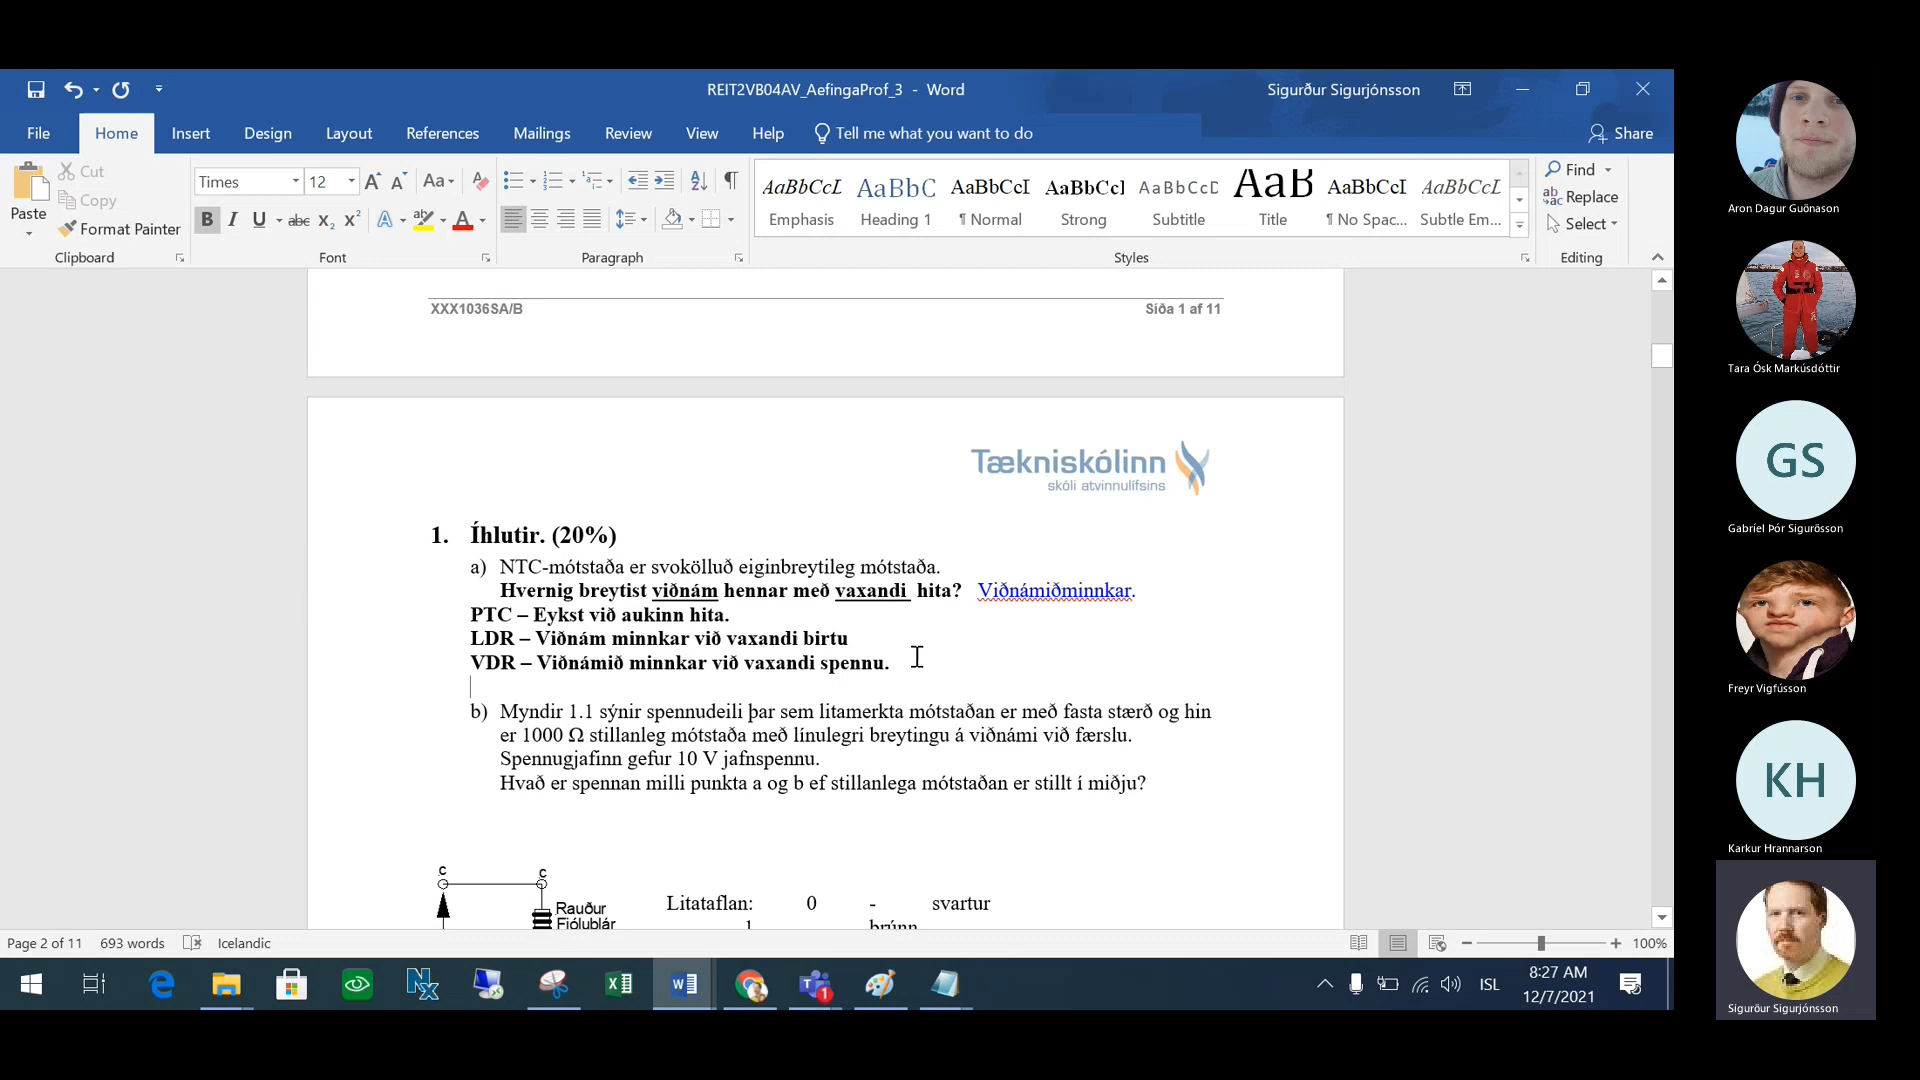 REIT2VB04AV_AefingaProf_3 - Word
Sigurður Sigurjónsson
File Home Insert Design Layout References Mailings Review View Help Tell me what you want to do Share
Paste Cut Copy Format Painter
Clipboard
Times 12
Font
Paragraph
AaBbCcI AaBbC AaBbCcI AaBbCcI AaBbCcD AaB AaBbCcI AaBbCcI
Emphasis Heading 1 ¶ Normal Strong Subtitle Title ¶ No Spac... Subtle Em...
Styles
Find
Replace
Select
Editing
XXX1036SA/B Síða 1 af 11
Tækniskólinn
skóli atvinnulífsins
1. Íhlutir. (20%)
a) NTC-mótstaða er svokölluð eiginbreytileg mótstaða.
Hvernig breytist viðnám hennar með vaxandi hita? Viðnámiðminnkar.
PTC – Eykst við aukinn hita.
LDR – Viðnám minnkar við vaxandi birtu
VDR – Viðnámið minnkar við vaxandi spennu.
b) Myndir 1.1 sýnir spennudeili þar sem litamerkta mótstaðan er með fasta stærð og hin
er 1000 Ω stillanleg mótstaða með línulegri breytingu á viðnámi við færslu.
Spennugjafinn gefur 10 V jafnspennu.
Hvað er spennan milli punkta a og b ef stillanlega mótstaðan er stillt í miðju?
c c
Rauður
Fjólublár
Litataflan: 0 - svartur
1 brúnn
Page 2 of 11 693 words Icelandic 100%
ISL
8:27 AM
12/7/2021
Aron Dagur Guðnason
Tara Ósk Markúsdóttir
GS
Gabríel Þór Sigurðsson
Freyr Vigfússon
KH
Karkur Hrannarson
Sigurður Sigurjónsson